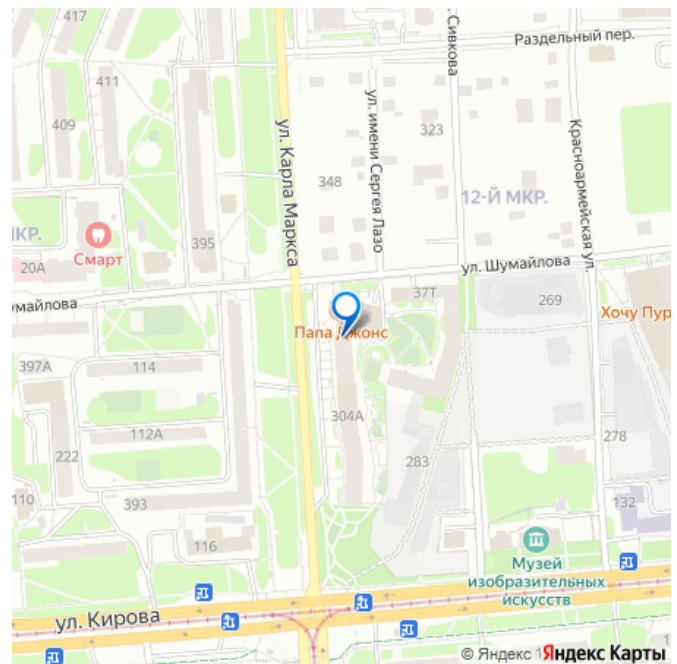 417
ул. Сивкова
Раздельный пер.
411
409
ул. Карла Маркса
ул. имени Сергея Лазо
323
Красноармейская ул.
348
12-Й МКР.
МКР.
Смарт
395
20А
ул. Шумайлова
умайлова
37Т
269
Хочу Пур
Папа Джонс
397А
114
304А
112А
222
283
278
110
393
132
116
Музей
изобразительных
искусств
ул. Кирова
© Яндекс
Яндекс Карты